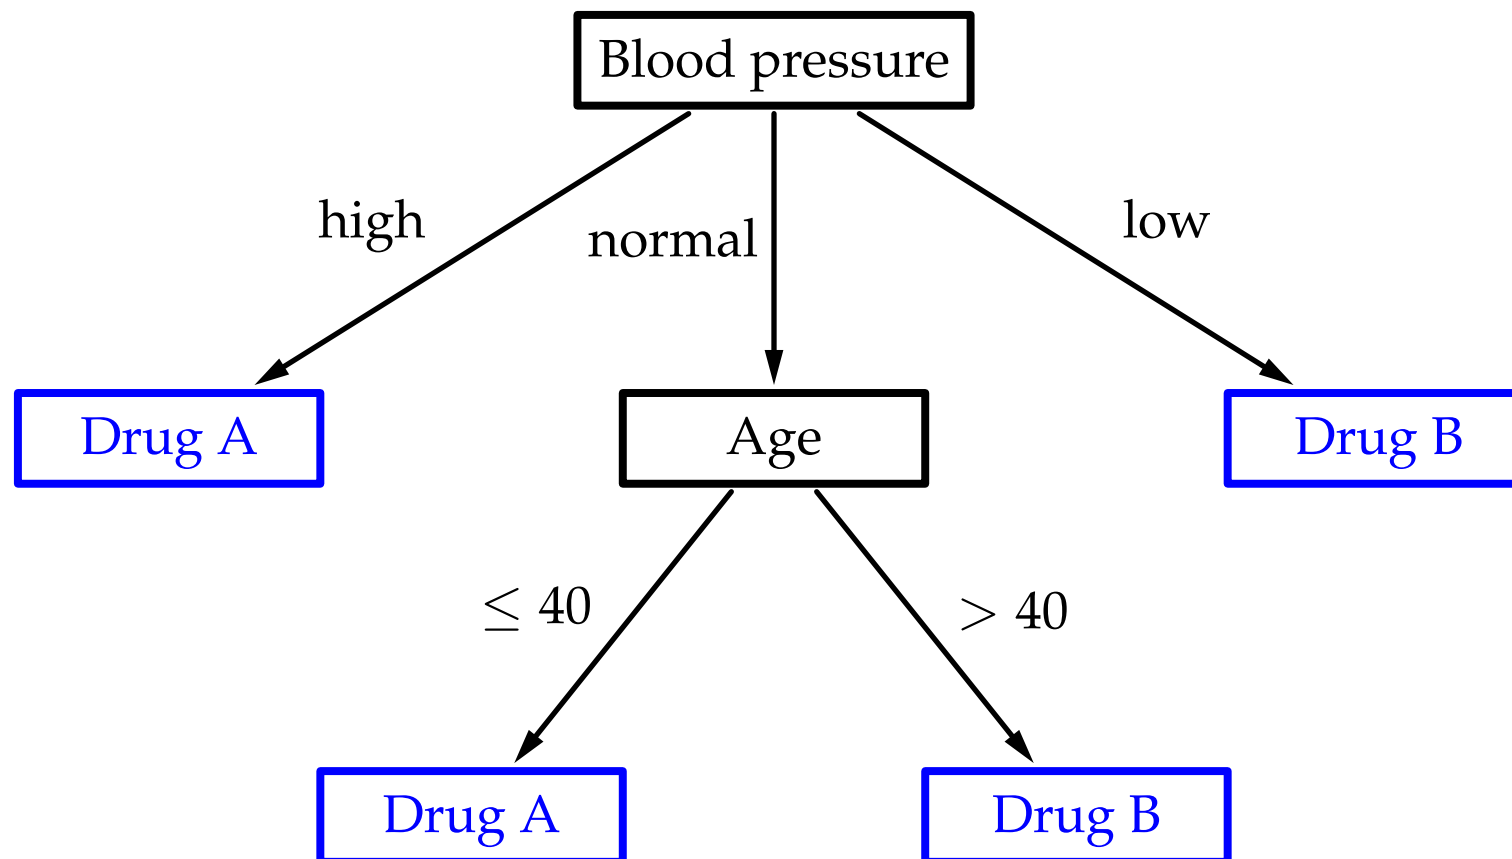 Blood pressure
high
normal
low
Drug A
Age
Drug B
≤ 40
> 40
Drug A
Drug B